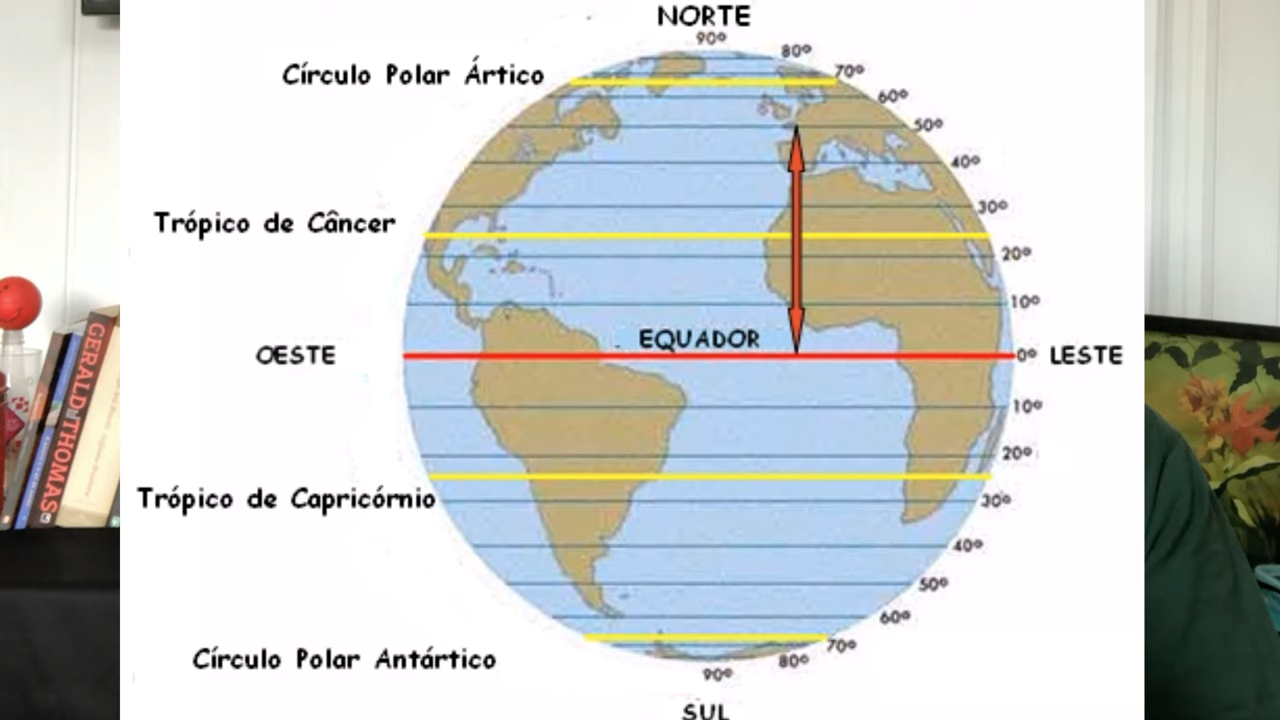 NORTE
90º
80º
Círculo Polar Ártico
70º
60º
50º
40º
30º
Trópico de Câncer
20º
10º
EQUADOR
OESTE
0º LESTE
10º
20º
Trópico de Capricórnio
30º
40º
50º
60º
70º
Círculo Polar Antártico
80º
90º
SUL
GERALD THOMAS